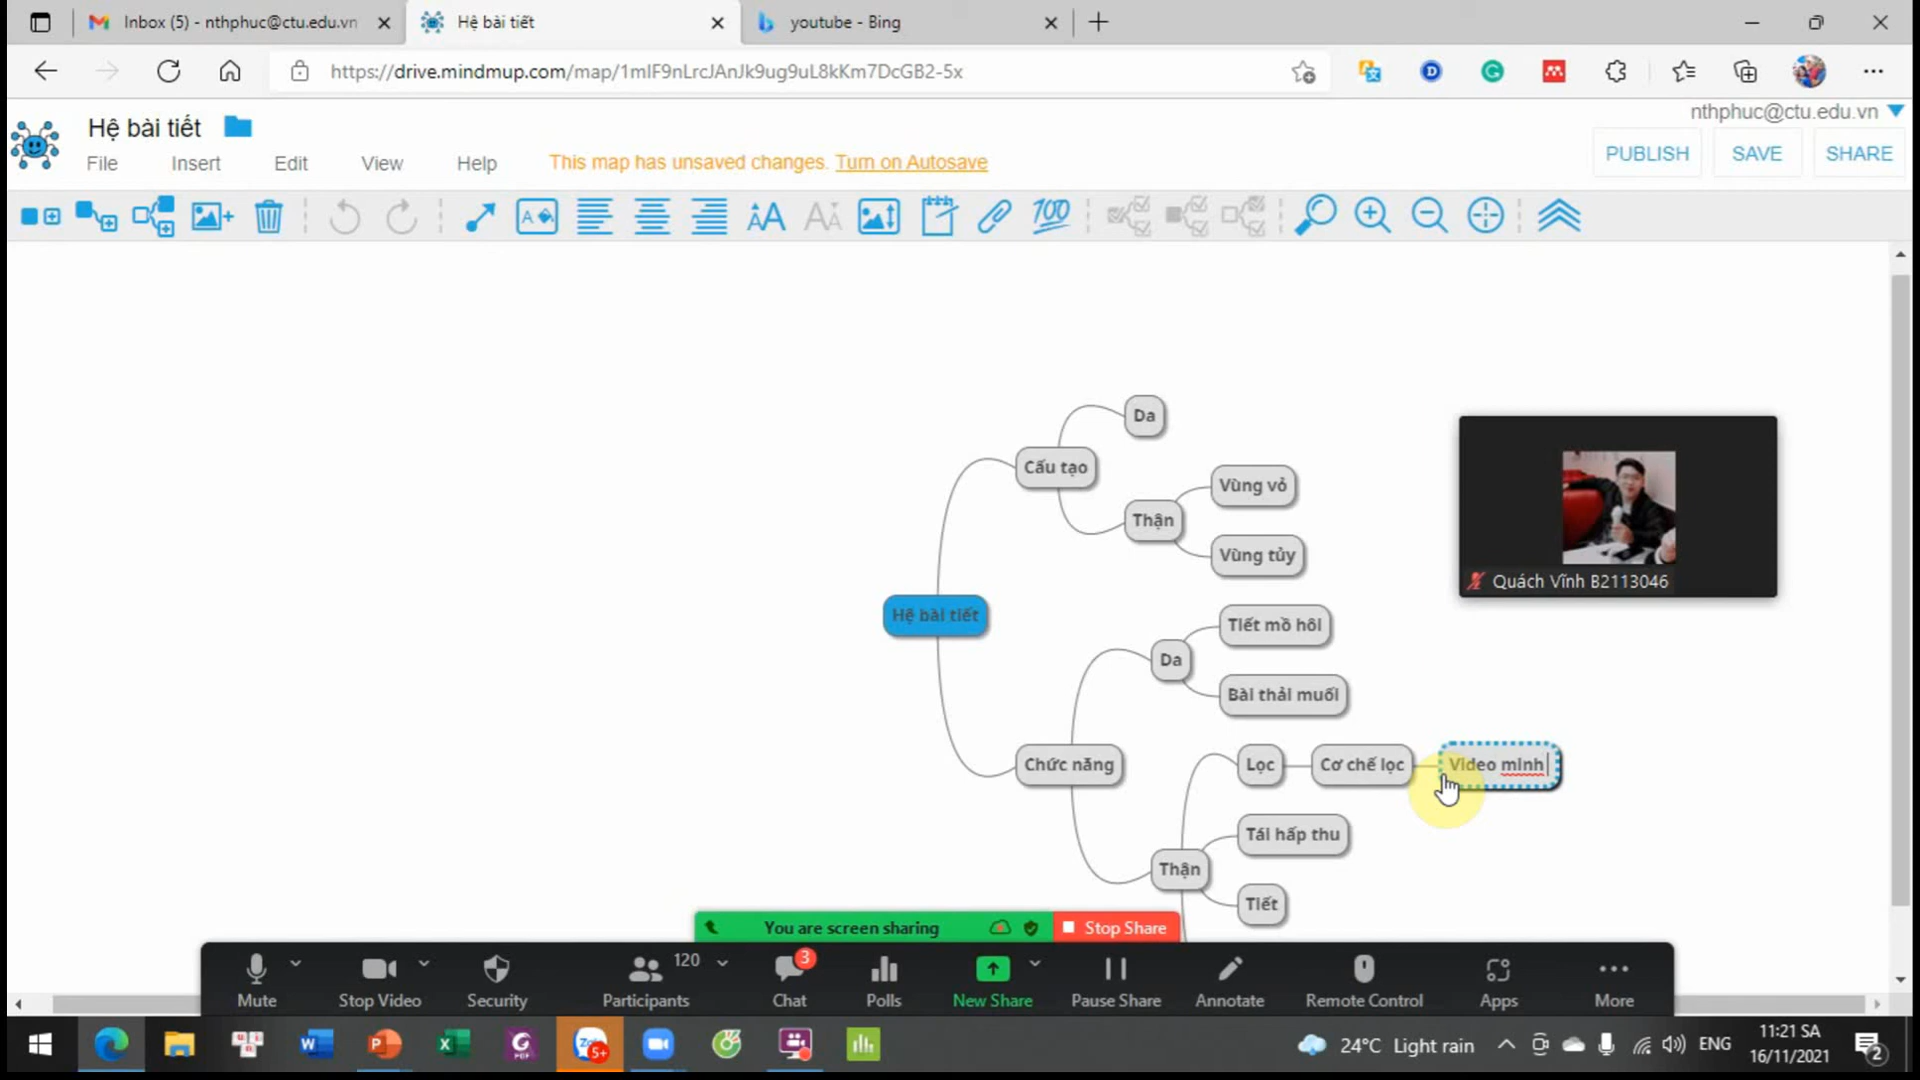 Inbox (5) - nthphuc@ctu.edu.vn
Hệ bài tiết
youtube - Bing
https://drive.mindmup.com/map/1mIF9nLrcJAnJk9ug9uL8kKm7DcGB2-5x
nthphuc@ctu.edu.vn
Hệ bài tiết
File
Insert
Edit
View
Help
This map has unsaved changes. Turn on Autosave
PUBLISH
SAVE
SHARE
Da
Cấu tạo
Vùng vỏ
Thận
Vùng tủy
Quách Vĩnh B2113046
Hệ bài tiết
Tiết mồ hôi
Da
Bài thải muối
Chức năng
Lọc
Cơ chế lọc
Video minh
Tái hấp thu
Thận
Tiết
You are screen sharing
Stop Share
Mute
Stop Video
Security
Participants
120
Chat
3
Polls
New Share
Pause Share
Annotate
Remote Control
Apps
More
Zalo
5+
24°C Light rain
ENG
11:21 SA
16/11/2021
2